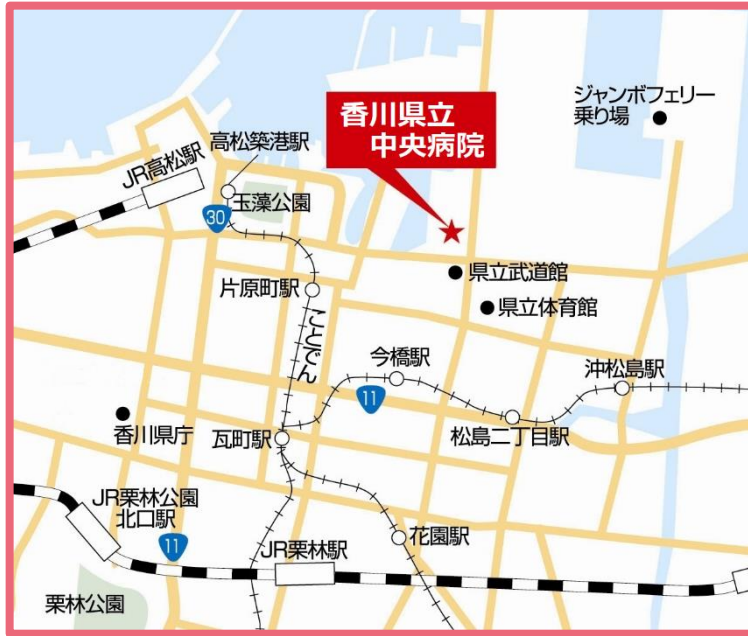 香川県立
中央病院
ジャンボフェリー
乗り場
高松築港駅
JR高松駅
玉藻公園
30
県立武道館
片原町駅
県立体育館
ことでん
今橋駅
沖松島駅
11
香川県庁
瓦町駅
松島二丁目駅
JR栗林公園
北口駅
11
JR栗林駅
花園駅
栗林公園